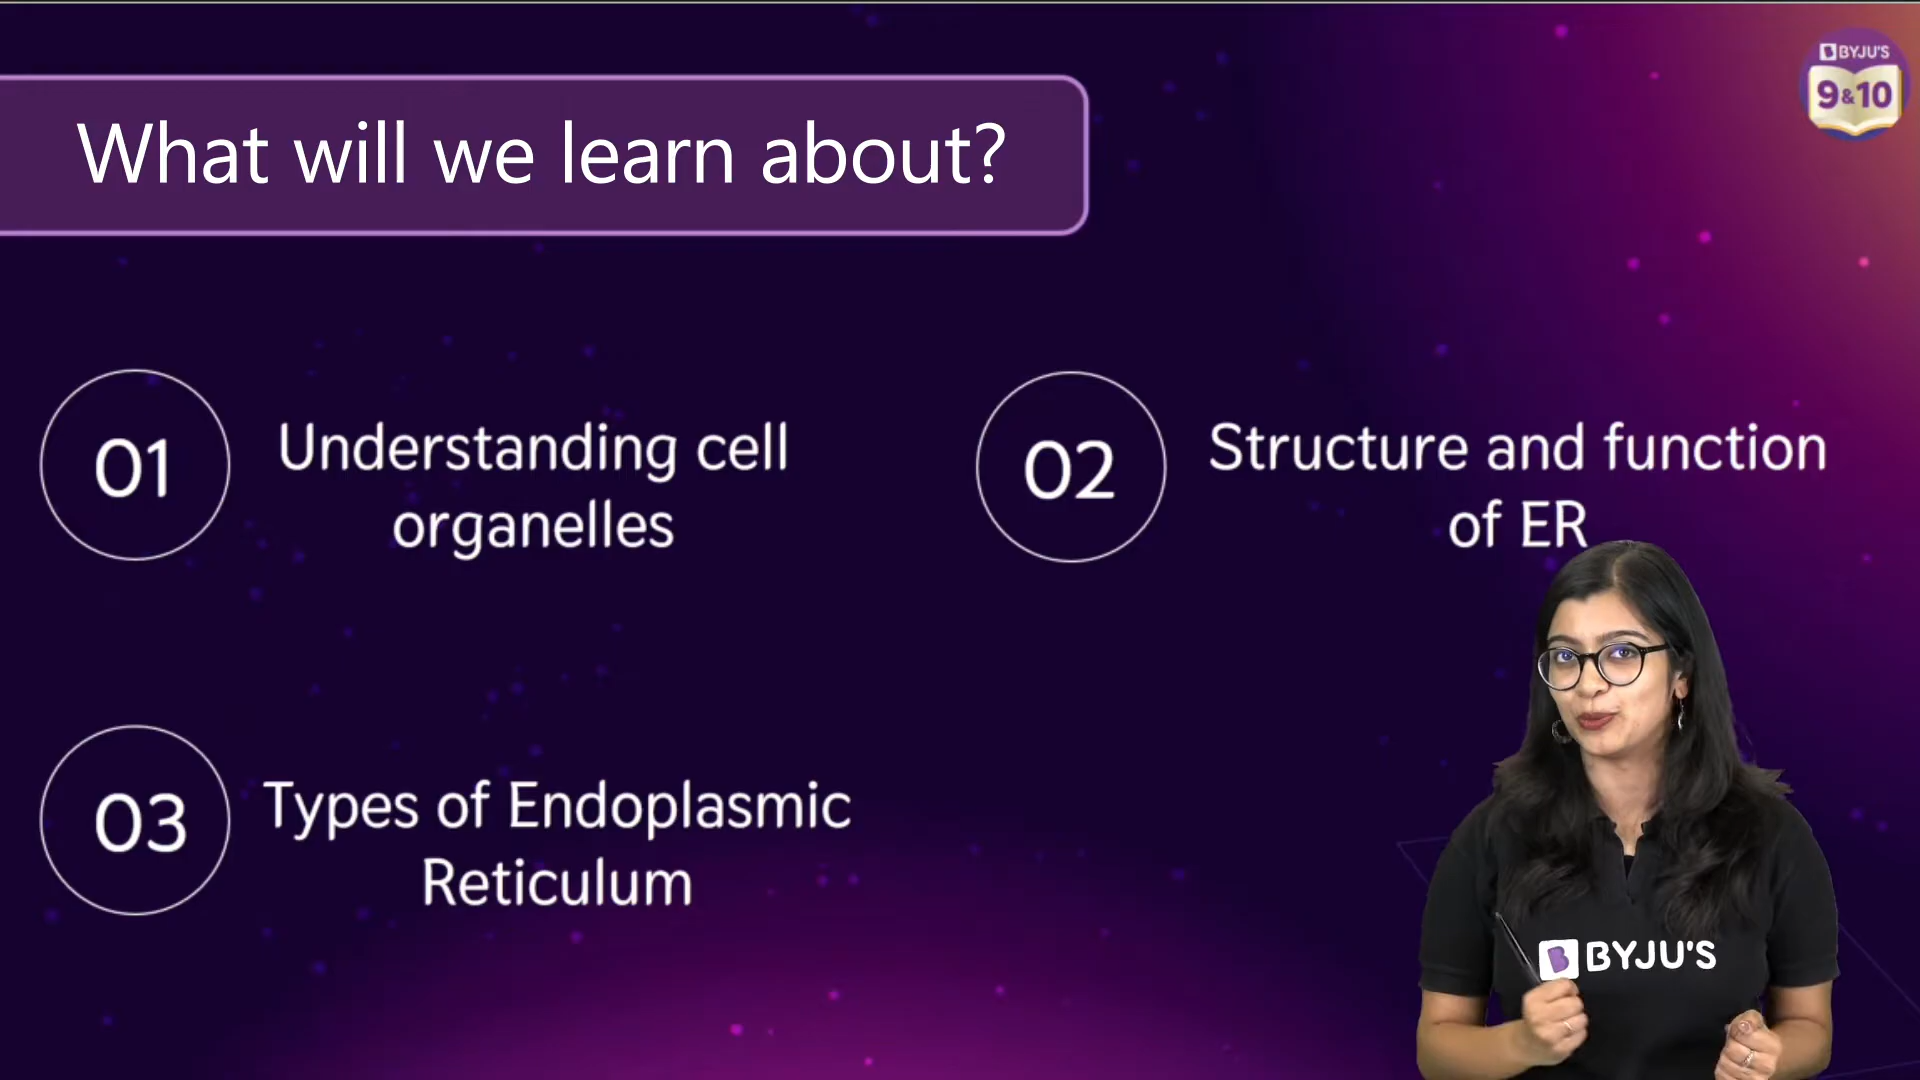 BYJU'S
9&10
What will we learn about?
01
Understanding cell
organelles
02
Structure and function
of ER
03
Types of Endoplasmic
Reticulum
BYJU'S